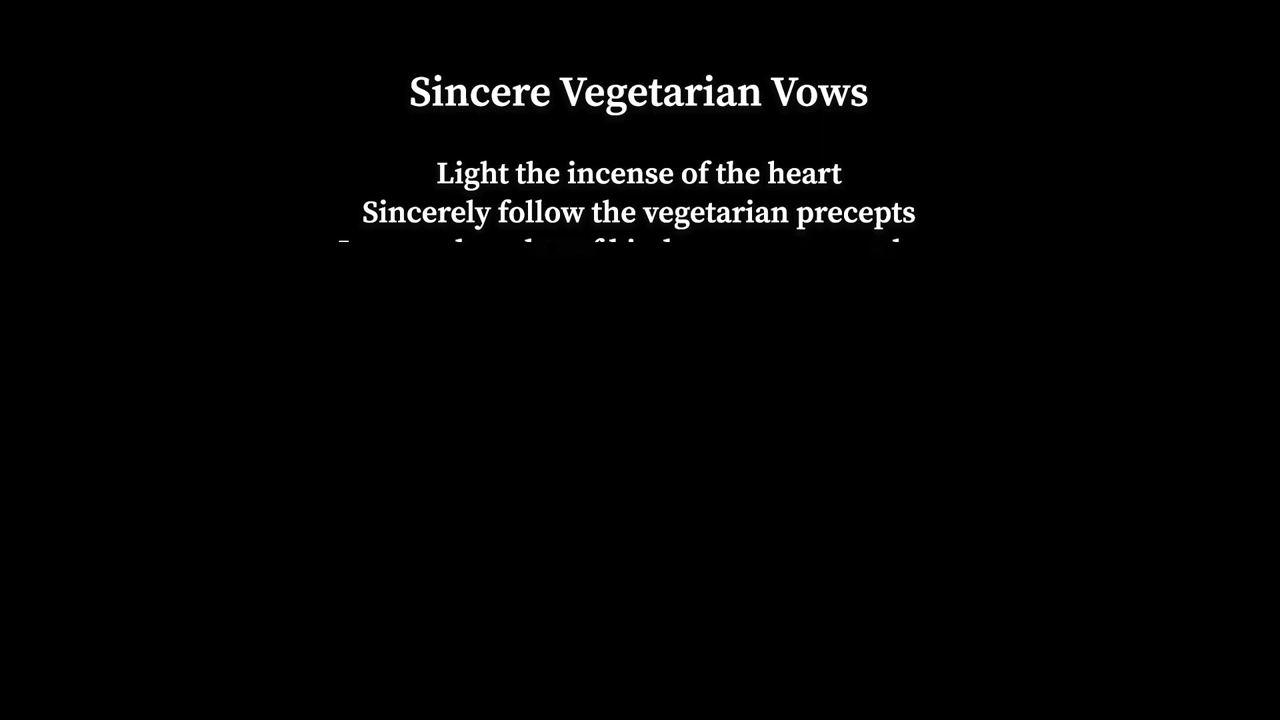 Sincere Vegetarian Vows
Light the incense of the heart
Sincerely follow the vegetarian precepts